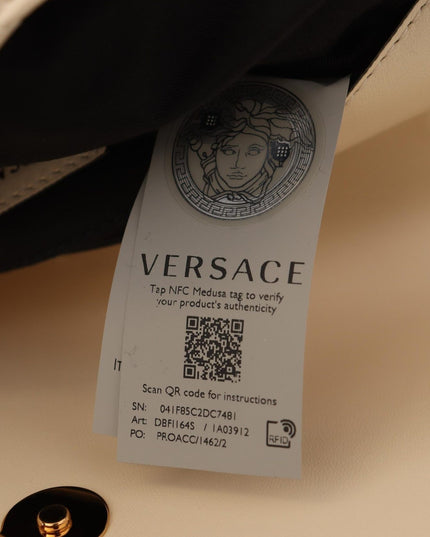 VERSACE
Tap NFC Medusa tag to verify
your product's authenticity
Scan QR code for instructions
SN: 041F85C2DC7481
Art: DBFI164S / 1A03912
PO: PROACC/1462/2
RFID